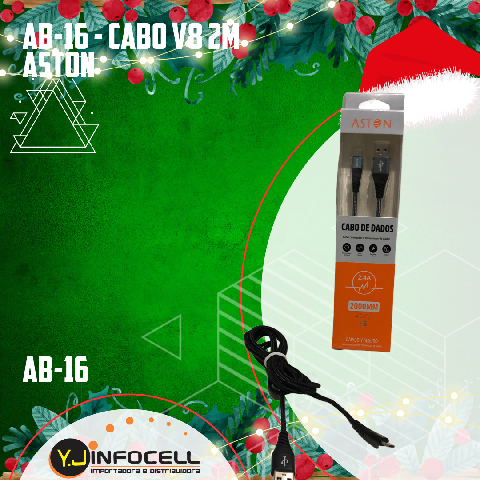 AB-16 - CABO V8 2M
ASTON
ASTON
CABO DE DADOS
2.4A
2000MM
AB-16
Y.J INFOCELL
IMPORTADORA E DISTRIBUIDORA